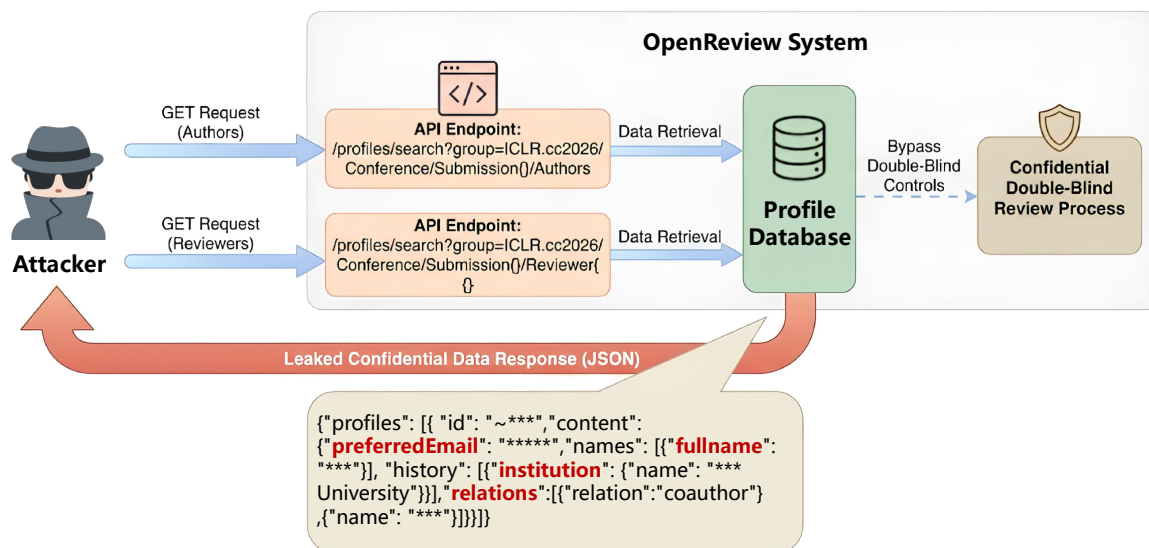 OpenReview System
GET Request
(Authors)
</>
API Endpoint:
/profiles/search?group=ICLR.cc2026/
Conference/Submission{}/Authors
Data Retrieval
Attacker
GET Request
(Reviewers)
API Endpoint:
/profiles/search?group=ICLR.cc2026/
Conference/Submission{}/Reviewer{
{}
Data Retrieval
Profile
Database
Bypass
Double-Blind
Controls
Confidential
Double-Blind
Review Process
Leaked Confidential Data Response (JSON)
{"profiles": [{ "id": "~***","content":
{"preferredEmail": "*****","names": [{"fullname":
"***"}], "history": [{"institution": {"name": "***
University"}}],"relations":[{"relation":"coauthor"}
,{"name": "***"}]}}]}